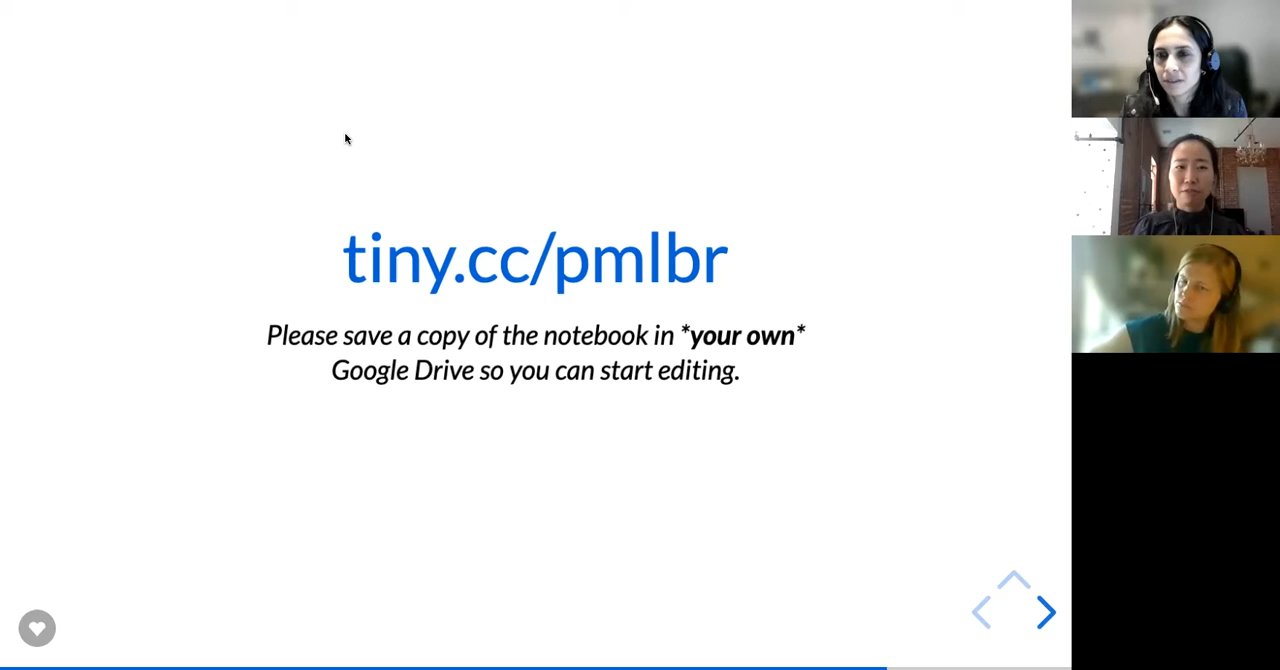 tiny.cc/pmlbr
Please save a copy of the notebook in *your own*
Google Drive so you can start editing.